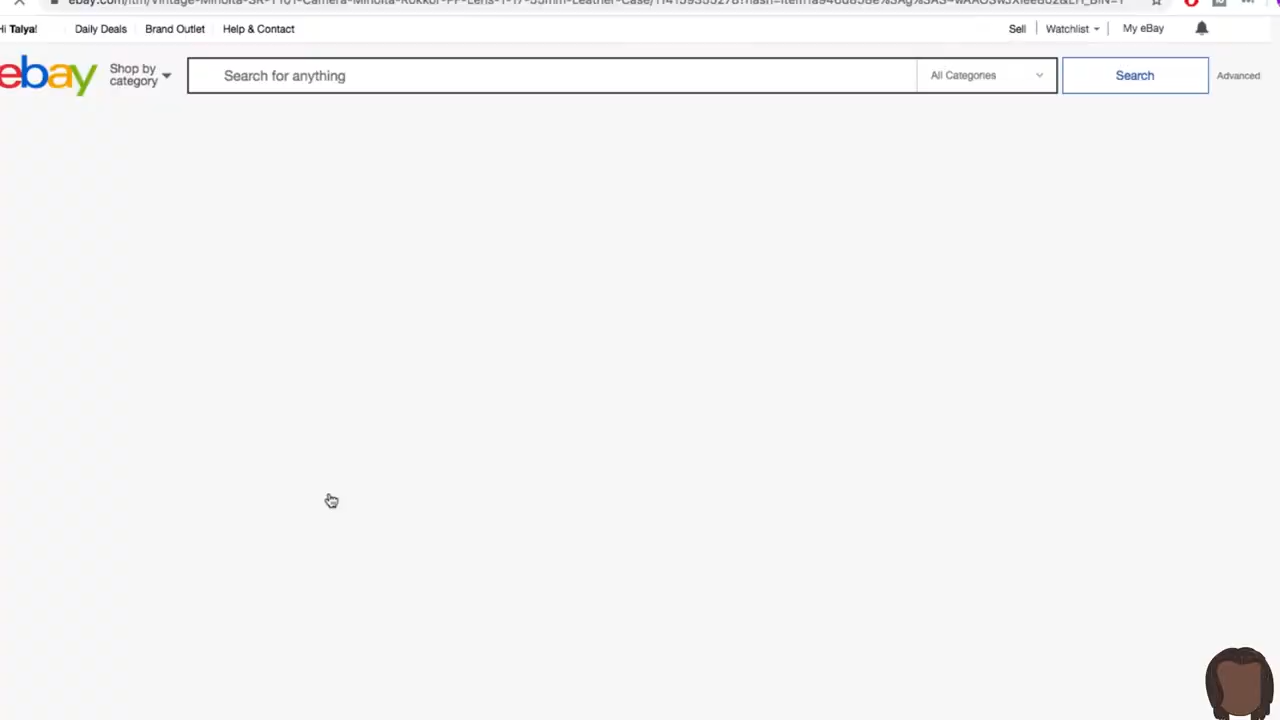 Hi Talya!
Daily Deals
Brand Outlet
Help & Contact
Sell
Watchlist
My eBay
ebay
Shop by
category
Search for anything
All Categories
Search
Advanced